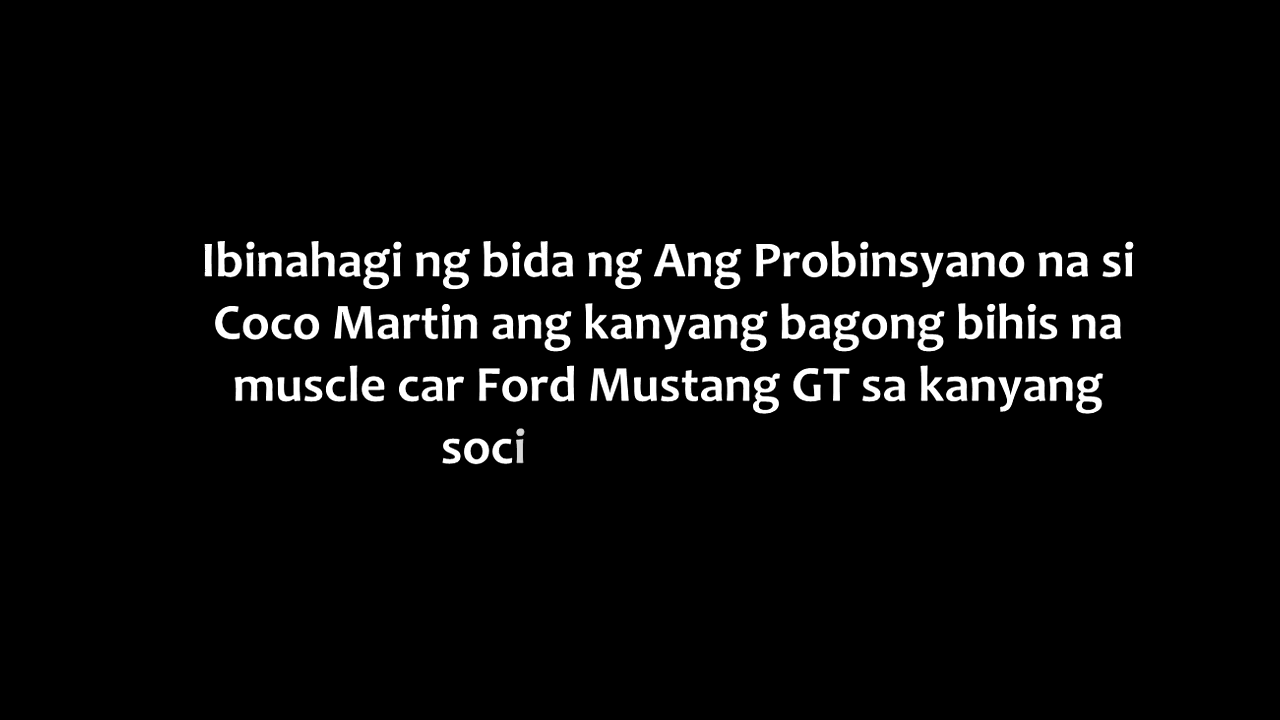 Ibinahagi ng bida ng Ang Probinsyano na si
Coco Martin ang kanyang bagong bihis na
muscle car Ford Mustang GT sa kanyang
soci